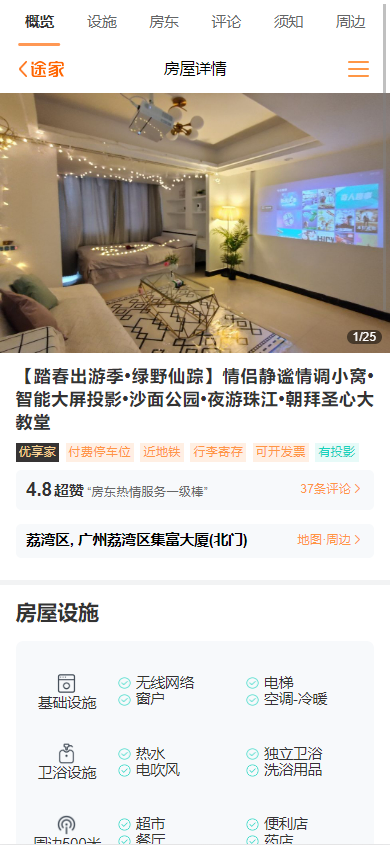 概览 设施 房东 评论 须知 周边
途家 房屋详情
1/25
【踏春出游季•绿野仙踪】情侣静谧情调小窝•
智能大屏投影•沙面公园•夜游珠江•朝拜圣心大
教堂
优享家 付费停车位 近地铁 行李寄存 可开发票 有投影
4.8 超赞 “房东热情服务一级棒” 37条评论
荔湾区, 广州荔湾区集富大厦(北门) 地图·周边
房屋设施
基础设施
无线网络 电梯
窗户 空调-冷暖
卫浴设施
热水 独立卫浴
电吹风 洗浴用品
周边500米
超市 便利店
餐厅 药店